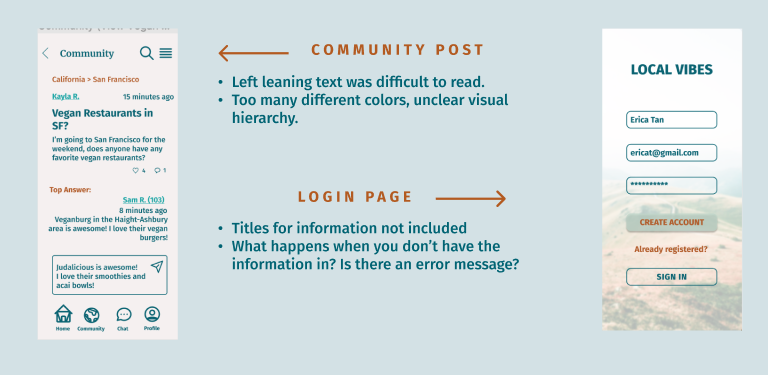 Community
California > San Francisco
Kayla R.
15 minutes ago
Vegan Restaurants in
SF?
I'm going to San Francisco for the
weekend, does anyone have any
favorite vegan restaurants?
4
1
Top Answer:
Sam R. (103)
8 minutes ago
Veganburg in the Haight-Ashbury
area is awesome! I love their vegan
burgers!
Judalicious is awesome!
I love their smoothies and
acai bowls!
Home
Community
Chat
Profile
COMMUNITY POST
• Left leaning text was difficult to read.
• Too many different colors, unclear visual
hierarchy.
LOGIN PAGE
• Titles for information not included
• What happens when you don't have the
information in? Is there an error message?
LOCAL VIBES
Erica Tan
ericat@gmail.com
**********
CREATE ACCOUNT
Already registered?
SIGN IN